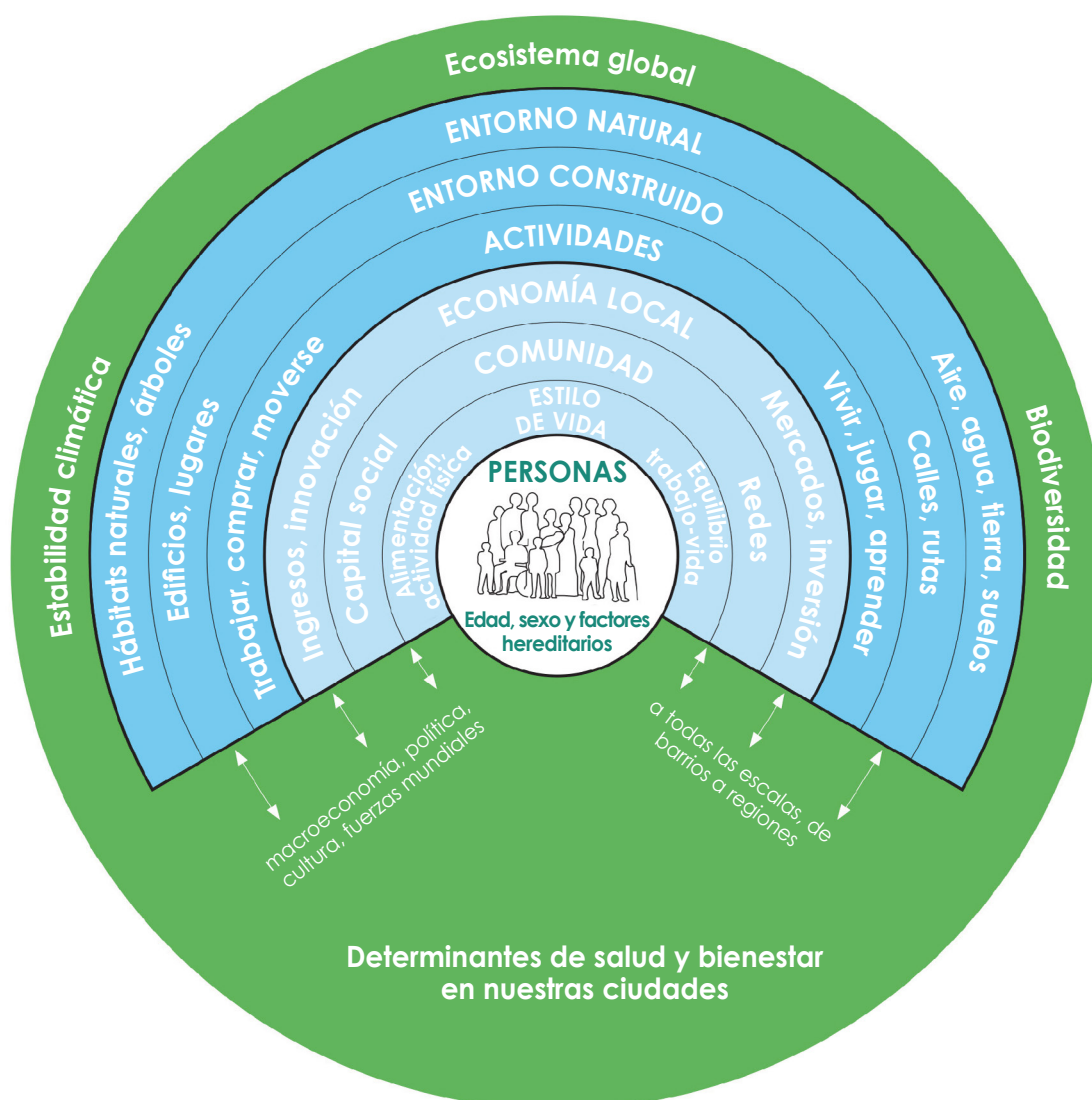 Ecosistema global
ENTORNO NATURAL
ENTORNO CONSTRUIDO
ACTIVIDADES
ECONOMÍA LOCAL
COMUNIDAD
ESTILO
DE VIDA
PERSONAS
Edad, sexo y factores
hereditarios
Estabilidad climática
Hábitats naturales, árboles
Edificios, lugares
Trabajar, comprar, moverse
Ingresos, innovación
Capital social
Alimentación,
actividad física
Equilibrio
trabajo-vida
Redes
Mercados, inversión
Vivir, jugar, aprender
Calles, rutas
Aire, agua, tierra, suelos
Biodiversidad
macroeconomía, política,
cultura, fuerzas mundiales
a todas las escalas, de
barrios a regiones
Determinantes de salud y bienestar
en nuestras ciudades